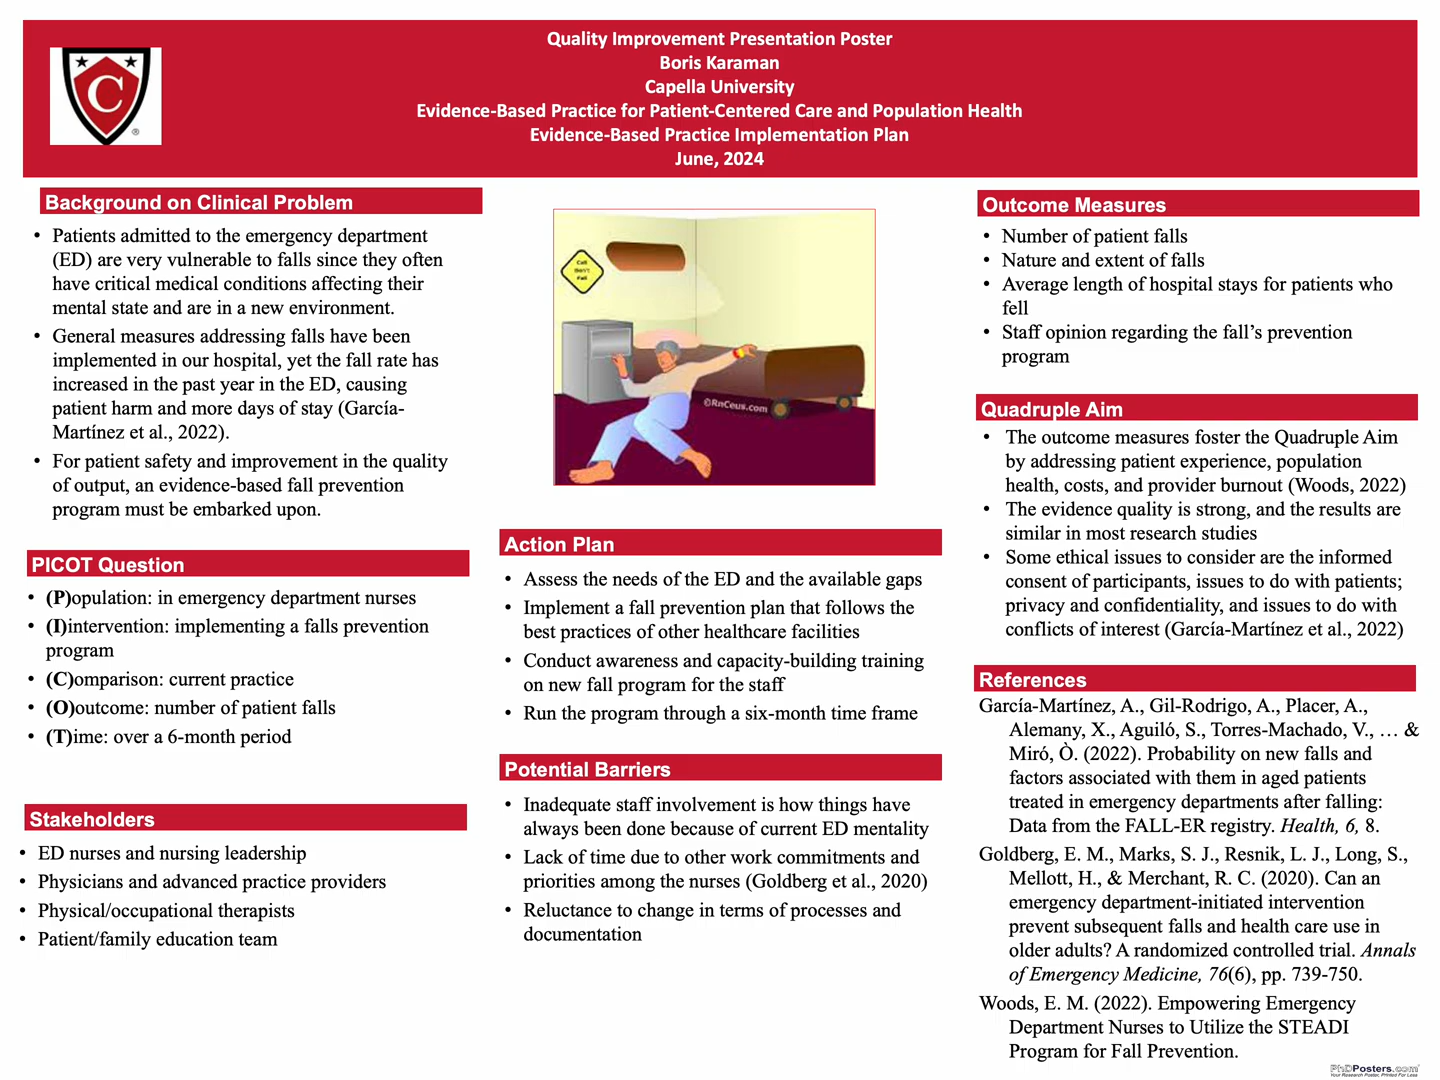 Quality Improvement Presentation Poster
Boris Karaman
Capella University
Evidence-Based Practice for Patient-Centered Care and Population Health
Evidence-Based Practice Implementation Plan
June, 2024
C
®
Background on Clinical Problem
• Patients admitted to the emergency department
(ED) are very vulnerable to falls since they often
have critical medical conditions affecting their
mental state and are in a new environment.
• General measures addressing falls have been
implemented in our hospital, yet the fall rate has
increased in the past year in the ED, causing
patient harm and more days of stay (García-
Martínez et al., 2022).
• For patient safety and improvement in the quality
of output, an evidence-based fall prevention
program must be embarked upon.
PICOT Question
• (P)opulation: in emergency department nurses
• (I)intervention: implementing a falls prevention
program
• (C)omparison: current practice
• (O)outcome: number of patient falls
• (T)ime: over a 6-month period
Stakeholders
• ED nurses and nursing leadership
• Physicians and advanced practice providers
• Physical/occupational therapists
• Patient/family education team
Call
Don't
Fall
©RnCeus.com
Action Plan
• Assess the needs of the ED and the available gaps
• Implement a fall prevention plan that follows the
best practices of other healthcare facilities
• Conduct awareness and capacity-building training
on new fall program for the staff
• Run the program through a six-month time frame
Potential Barriers
• Inadequate staff involvement is how things have
always been done because of current ED mentality
• Lack of time due to other work commitments and
priorities among the nurses (Goldberg et al., 2020)
• Reluctance to change in terms of processes and
documentation
Outcome Measures
• Number of patient falls
• Nature and extent of falls
• Average length of hospital stays for patients who
fell
• Staff opinion regarding the fall’s prevention
program
Quadruple Aim
• The outcome measures foster the Quadruple Aim
by addressing patient experience, population
health, costs, and provider burnout (Woods, 2022)
• The evidence quality is strong, and the results are
similar in most research studies
• Some ethical issues to consider are the informed
consent of participants, issues to do with patients;
privacy and confidentiality, and issues to do with
conflicts of interest (García-Martínez et al., 2022)
References
García-Martínez, A., Gil-Rodrigo, A., Placer, A.,
Alemany, X., Aguiló, S., Torres-Machado, V., … &
Miró, Ò. (2022). Probability on new falls and
factors associated with them in aged patients
treated in emergency departments after falling:
Data from the FALL-ER registry. Health, 6, 8.
Goldberg, E. M., Marks, S. J., Resnik, L. J., Long, S.,
Mellott, H., & Merchant, R. C. (2020). Can an
emergency department-initiated intervention
prevent subsequent falls and health care use in
older adults? A randomized controlled trial. Annals
of Emergency Medicine, 76(6), pp. 739-750.
Woods, E. M. (2022). Empowering Emergency
Department Nurses to Utilize the STEADI
Program for Fall Prevention.
PhDPosters.com
Your Research Poster, Printed For Less